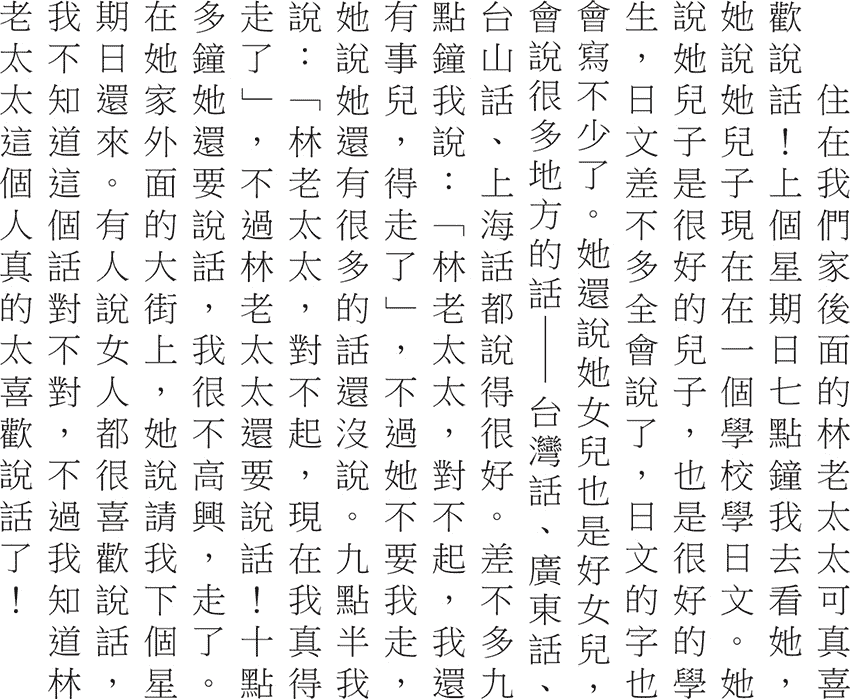 住在我們家後面的林老太太可真喜
歡說話！上個星期日七點鐘我去看她，
她說她兒子現在在一個學校學日文。她
說她兒子是很好的兒子，也是很好的學
生，日文差不多全會說了，日文的字也
會寫不少了。她還說她女兒也是好女兒，
會說很多地方的話——台灣話、廣東話、
台山話、上海話都說得很好。差不多九
點鐘我說：「林老太太，對不起，我還
有事兒，得走了」，不過她不要我走，
她說她還有很多的話還沒說。九點半我
說：「林老太太，對不起，現在我真得
走了」，不過林老太太還要說話！十點
多鐘她還要說話，我很不高興，走了。
在她家外面的大街上，她說請我下個星
期日還來。有人說女人都很喜歡說話，
我不知道這個話對不對，不過我知道林
老太太這個人真的太喜歡說話了！